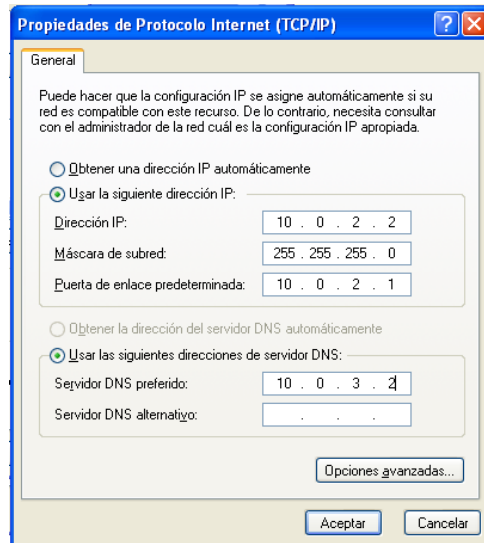 Propiedades de Protocolo Internet (TCP/IP)
General
Puede hacer que la configuración IP se asigne automáticamente si su
red es compatible con este recurso. De lo contrario, necesita consultar
con el administrador de la red cuál es la configuración IP apropiada.
Obtener una dirección IP automáticamente
Usar la siguiente dirección IP:
Dirección IP: 10 . 0 . 2 . 2
Máscara de subred: 255 . 255 . 255 . 0
Puerta de enlace predeterminada: 10 . 0 . 2 . 1
Obtener la dirección del servidor DNS automáticamente
Usar las siguientes direcciones de servidor DNS:
Servidor DNS preferido: 10 . 0 . 3 . 2
Servidor DNS alternativo: . . .
Opciones avanzadas...
Aceptar Cancelar